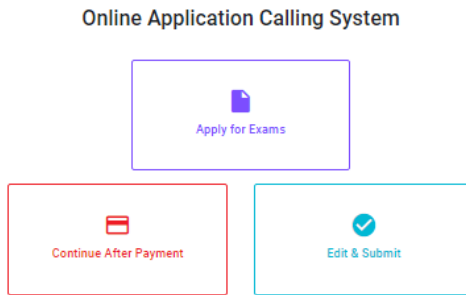 Online Application Calling System
Apply for Exams
Continue After Payment
Edit & Submit